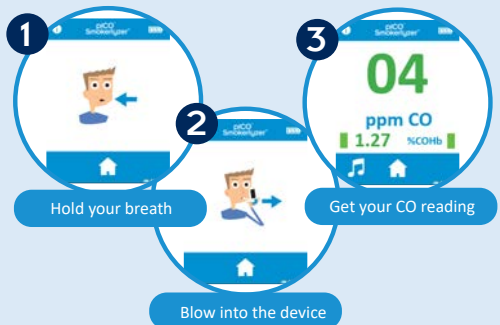 1
piCO
Smokerlyzer
Hold your breath
2
piCO
Smokerlyzer
Blow into the device
3
piCO
Smokerlyzer
04
ppm CO
1.27 %COHb
Get your CO reading